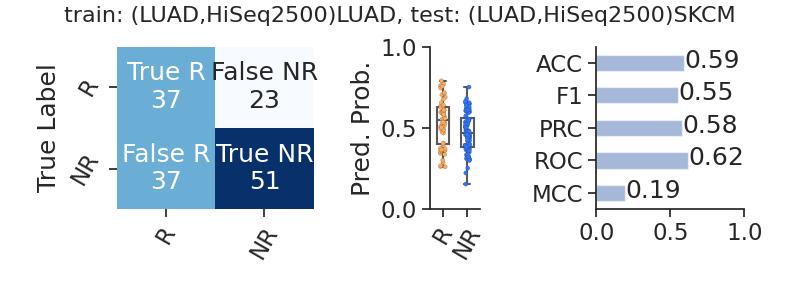 train: (LUAD,HiSeq2500)LUAD, test: (LUAD,HiSeq2500)SKCM
True Label
R
NR
True R
37
False NR
23
False R
37
True NR
51
R
NR
Pred. Prob.
1.0
0.5
0.0
R
NR
ACC
0.59
F1
0.55
PRC
0.58
ROC
0.62
MCC
0.19
0.0
0.5
1.0